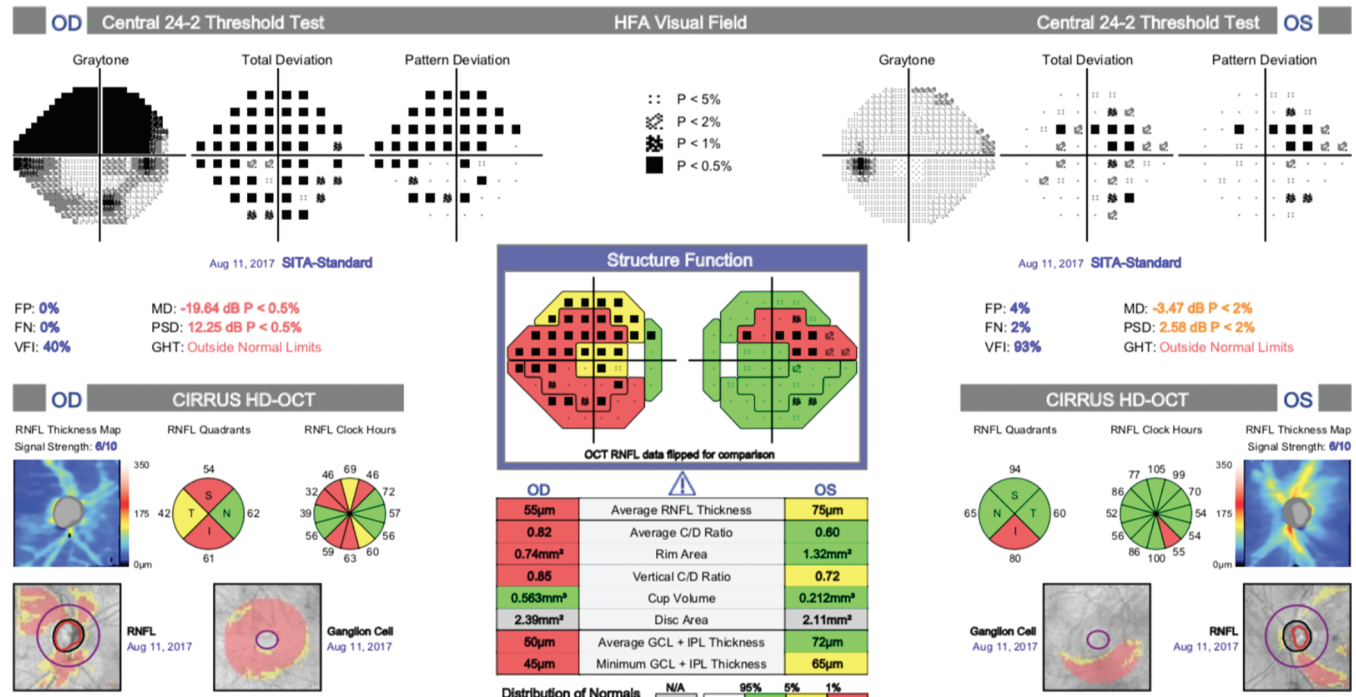 OD Central 24-2 Threshold Test HFA Visual Field Central 24-2 Threshold Test OS
Graytone Total Deviation Pattern Deviation
P < 5%
P < 2%
P < 1%
P < 0.5%
Graytone Total Deviation Pattern Deviation
Aug 11, 2017 SITA-Standard
Aug 11, 2017 SITA-Standard
FP: 0% MD: -19.64 dB P < 0.5%
FN: 0% PSD: 12.25 dB P < 0.5%
VFI: 40% GHT: Outside Normal Limits
Structure Function
OCT RNFL data flipped for comparison
FP: 4% MD: -3.47 dB P < 2%
FN: 2% PSD: 2.58 dB P < 2%
VFI: 93% GHT: Outside Normal Limits
OD CIRRUS HD-OCT
RNFL Thickness Map RNFL Quadrants RNFL Clock Hours
Signal Strength: 6/10
350
175
0µm
54
S
42 T N 62
I
61
46 69 46
32 72
39 57
56 56
59 63 60
RNFL
Aug 11, 2017
Ganglion Cell
Aug 11, 2017
OD OS
55µm Average RNFL Thickness 75µm
0.82 Average C/D Ratio 0.60
0.74mm² Rim Area 1.32mm²
0.85 Vertical C/D Ratio 0.72
0.563mm³ Cup Volume 0.212mm³
2.39mm² Disc Area 2.11mm²
50µm Average GCL + IPL Thickness 72µm
45µm Minimum GCL + IPL Thickness 65µm
Distribution of Normals N/A 95% 5% 1%
CIRRUS HD-OCT OS
RNFL Quadrants RNFL Clock Hours RNFL Thickness Map
Signal Strength: 6/10
94
S
65 N T 60
I
80
77 105 99
86 70
52 54
56 54
86 100 55
350
175
0µm
Ganglion Cell
Aug 11, 2017
RNFL
Aug 11, 2017